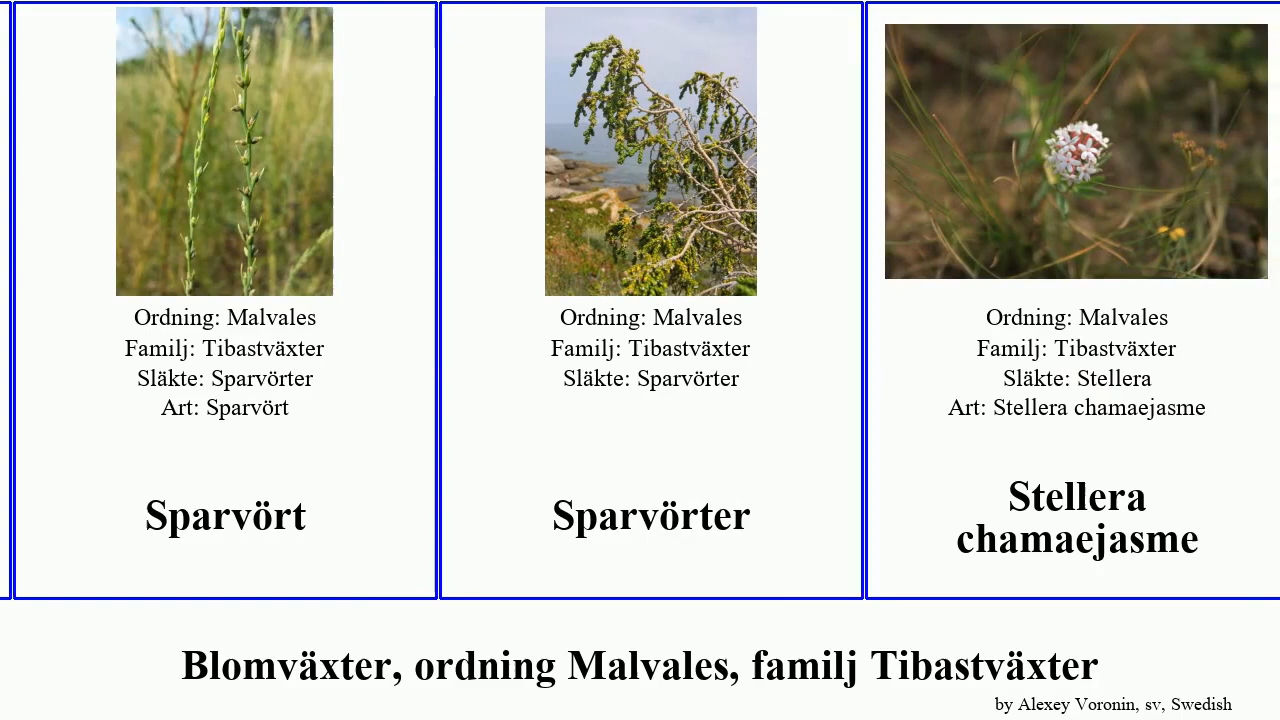 Ordning: Malvales
Familj: Tibastväxter
Släkte: Sparvörter
Art: Sparvört
Sparvört
Ordning: Malvales
Familj: Tibastväxter
Släkte: Sparvörter
Sparvörter
Ordning: Malvales
Familj: Tibastväxter
Släkte: Stellera
Art: Stellera chamaejasme
Stellera
chamaejasme
Blomväxter, ordning Malvales, familj Tibastväxter
by Alexey Voronin, sv, Swedish